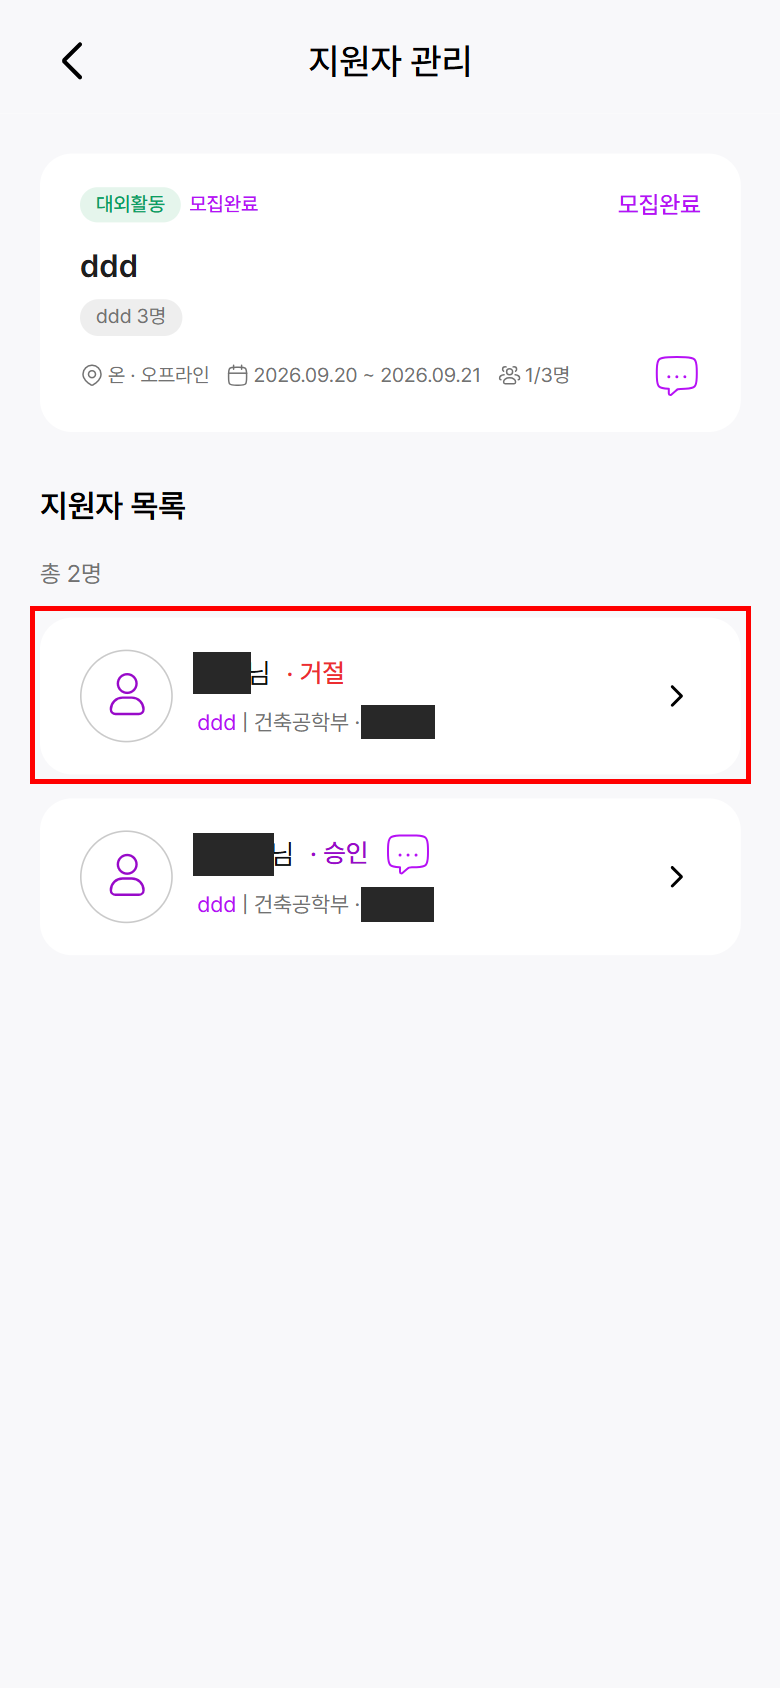 지원자 관리
대외활동 모집완료 모집완료
ddd
ddd 3명
온 · 오프라인 2026.09.20 ~ 2026.09.21 1/3명
지원자 목록
총 2명
님 · 거절
ddd | 건축공학부 ·
님 · 승인
ddd | 건축공학부 ·